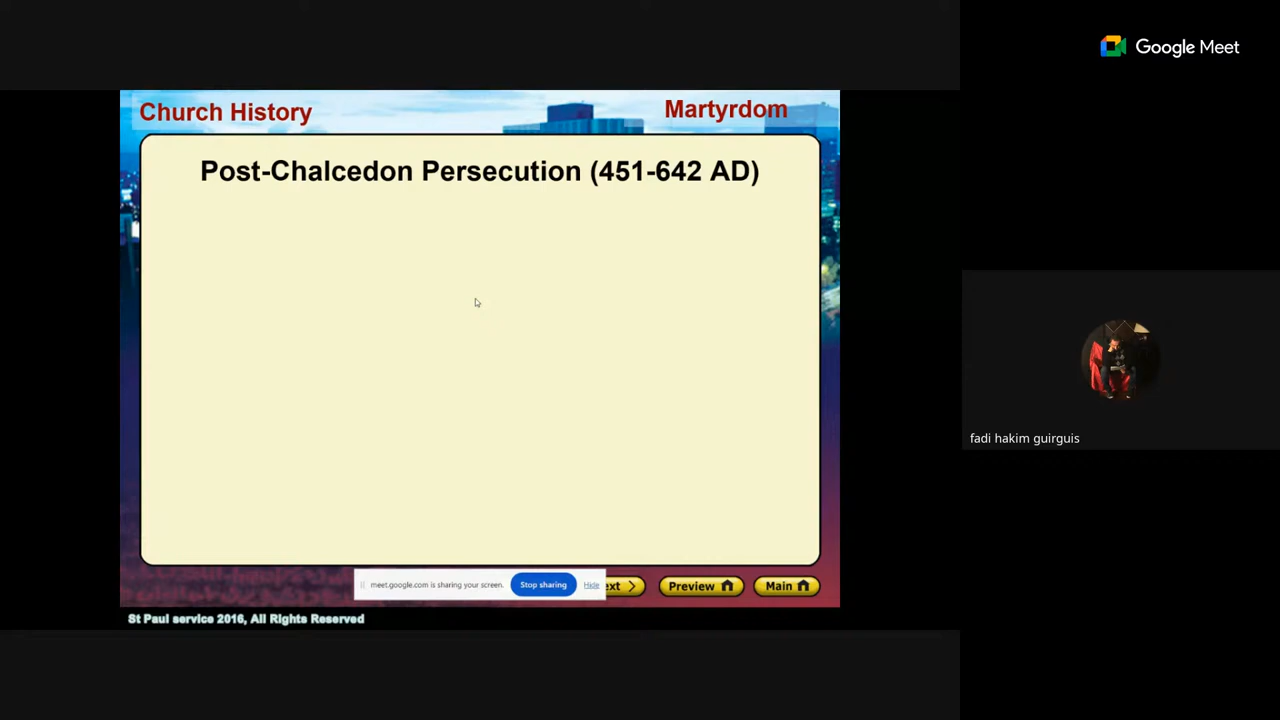 Google Meet
Church History
Martyrdom
Post-Chalcedon Persecution (451-642 AD)
fadi hakim guirguis
meet.google.com is sharing your screen.
Stop sharing
Hide
ext
Preview
Main
St Paul service 2016, All Rights Reserved